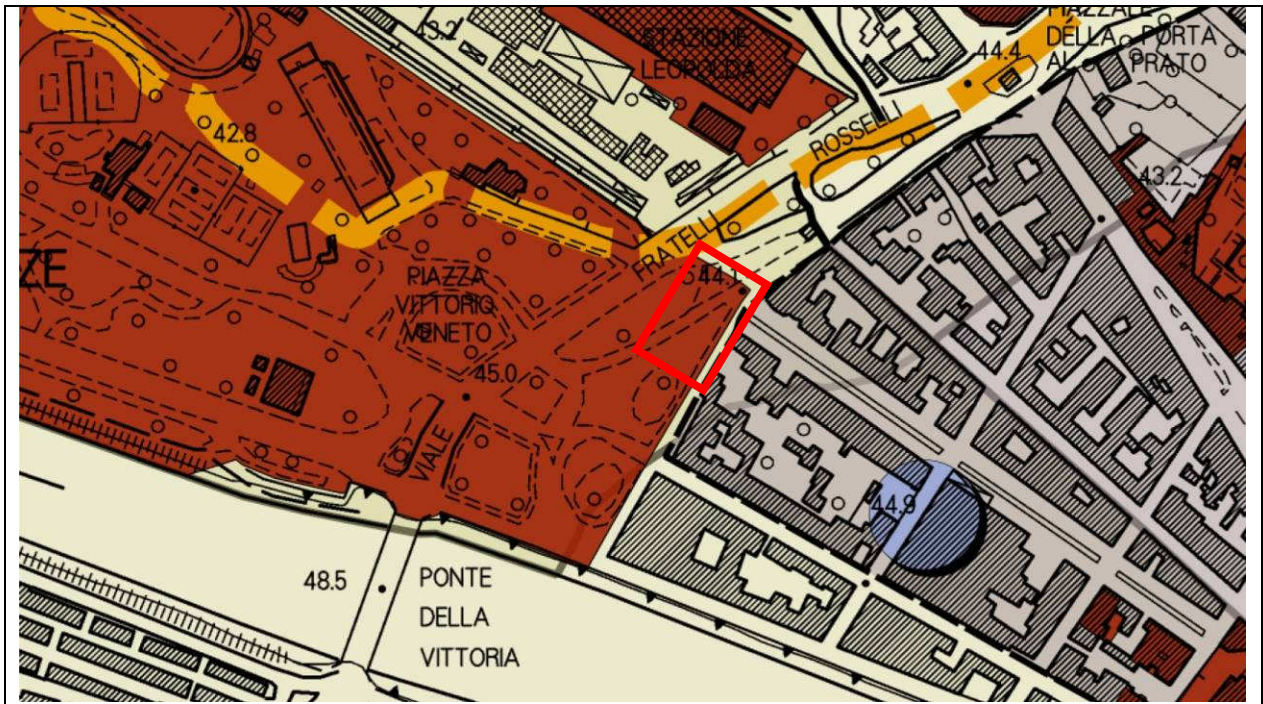 43.2
STAZIONE
LEOPOLDA
PIAZZALE
DELLA PORTA
AL PRATO
44.4
ROSSELLI
42.8
43.2
FRATELLI
44.1
ZE
PIAZZA
VITTORIO
VENETO
45.0
VIALE
44.9
48.5
PONTE
DELLA
VITTORIA